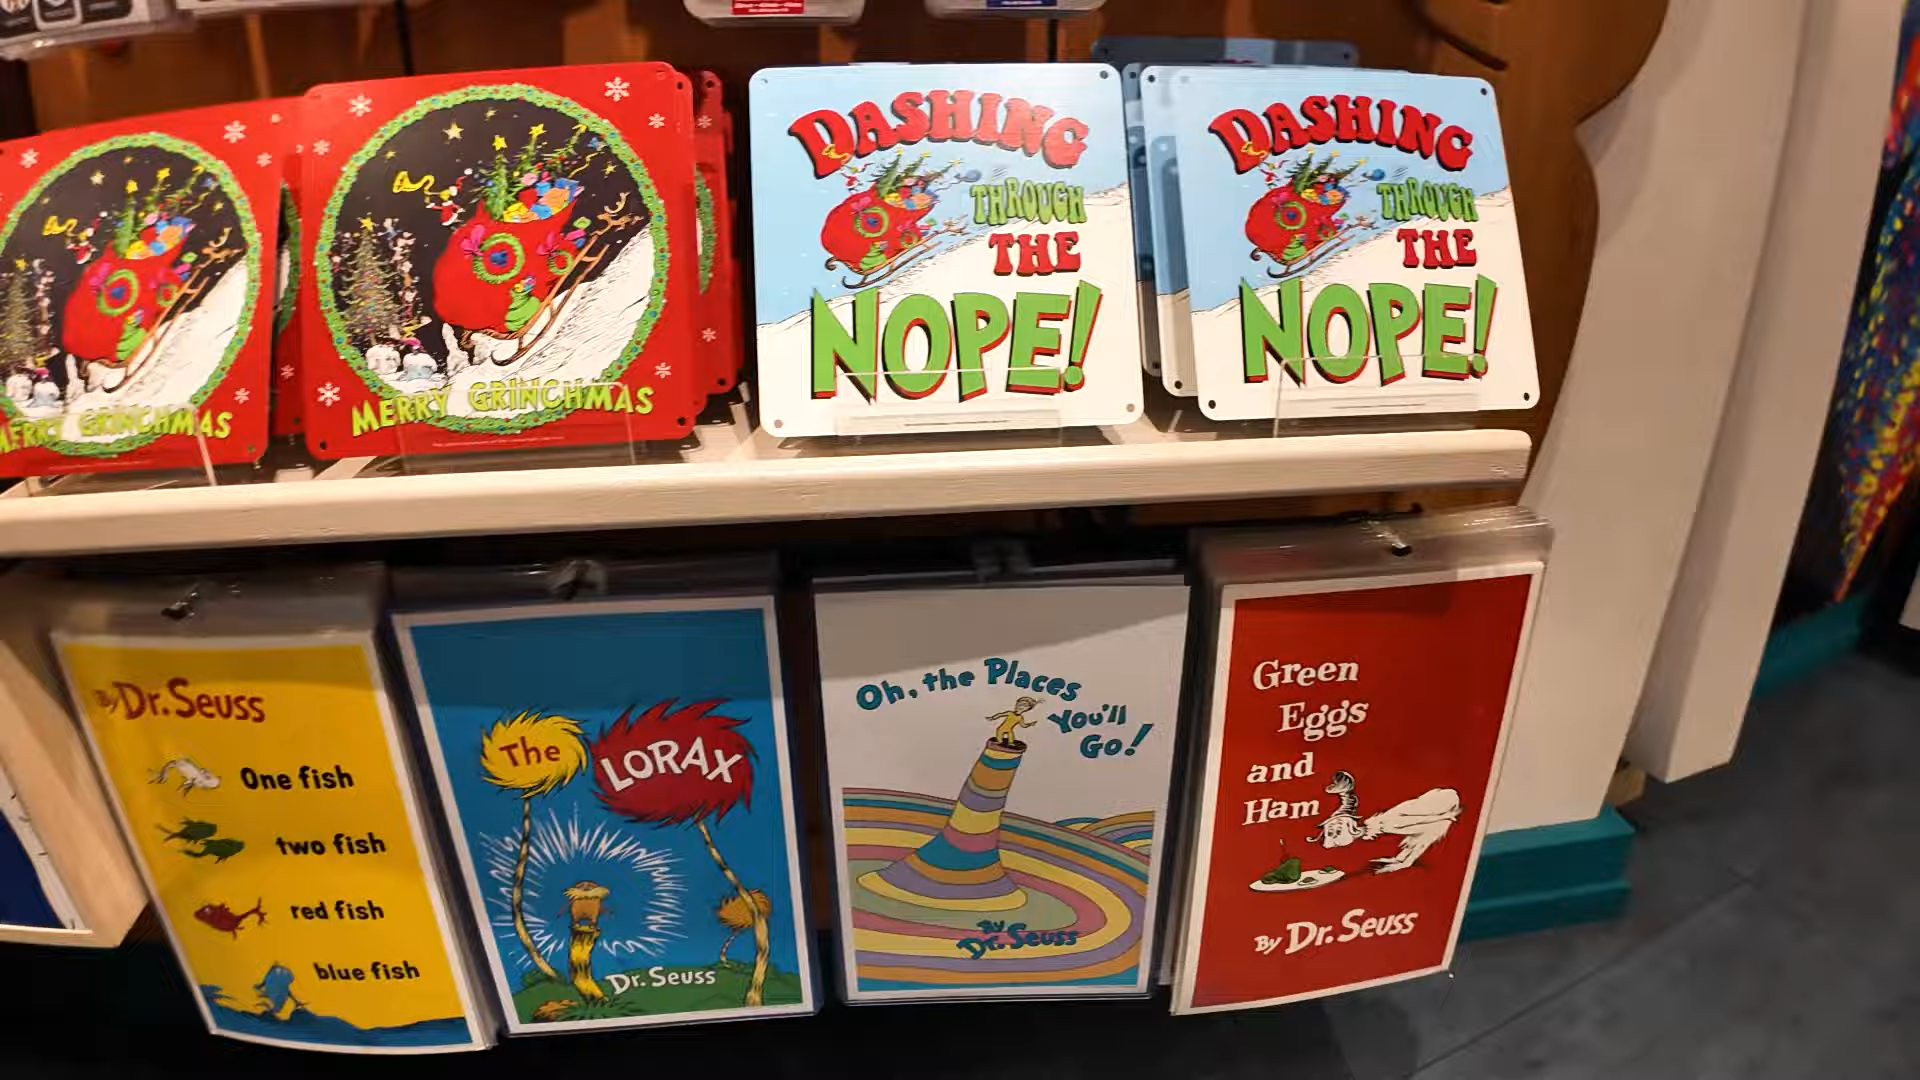 MERRY GRINCHMAS
MERRY GRINCHMAS
DASHING
THROUGH
THE
NOPE!
DASHING
THROUGH
THE
NOPE!
By Dr. Seuss
One fish
two fish
red fish
blue fish
The LORAX
Dr. Seuss
Oh, the Places
You'll
Go!
By
Dr. Seuss
Green
Eggs
and
Ham
By Dr. Seuss